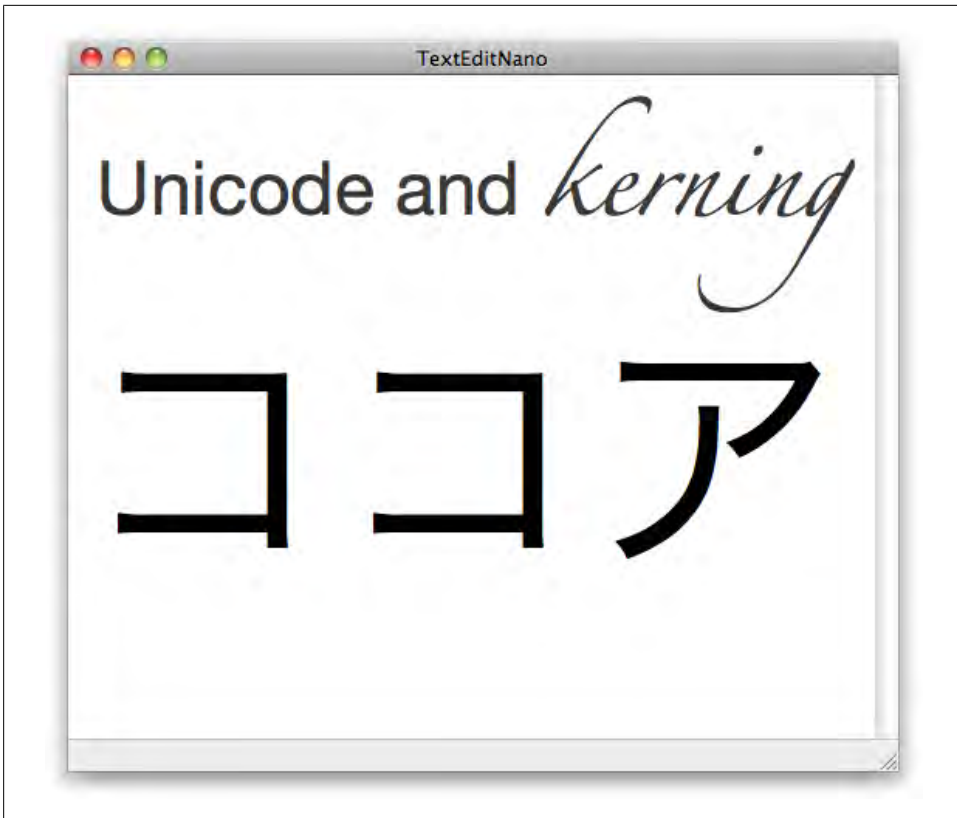 TextEditNano
Unicode and kerning
ココア